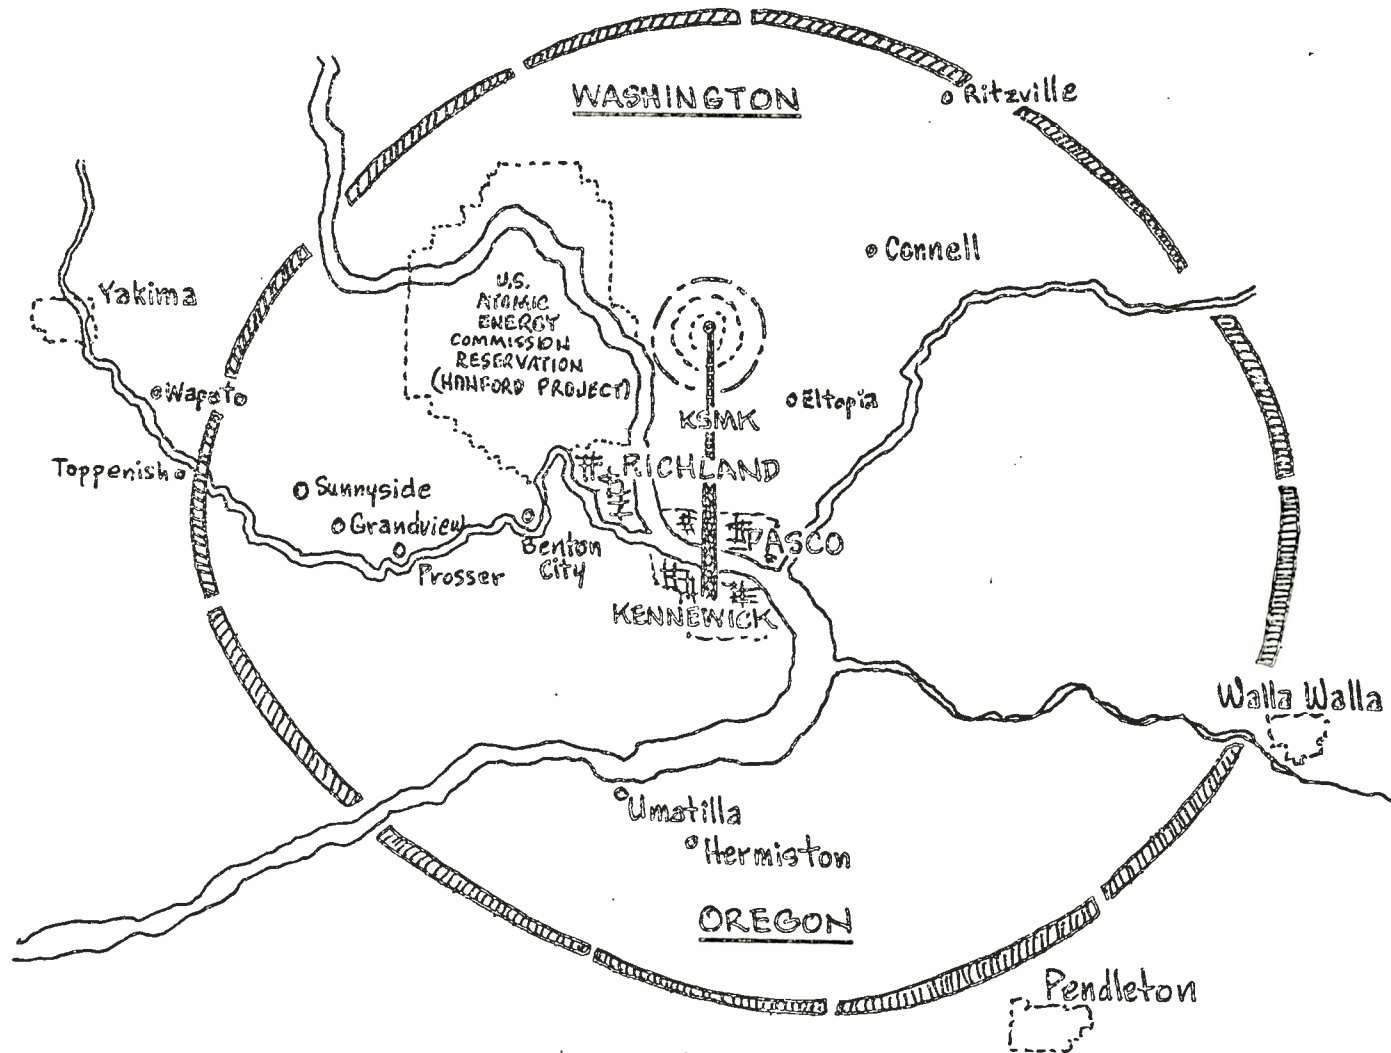 WASHINGTON
Ritzville
Connell
Yakima
U.S.
ATOMIC
ENERGY
COMMISSION
RESERVATION
(HANFORD PROJECT)
Wapato
Eltopia
KSMK
Toppenish
RICHLAND
Sunnyside
Grandview
PASCO
Benton
City
Prosser
KENNEWICK
Walla Walla
Umatilla
Hermiston
OREGON
Pendleton